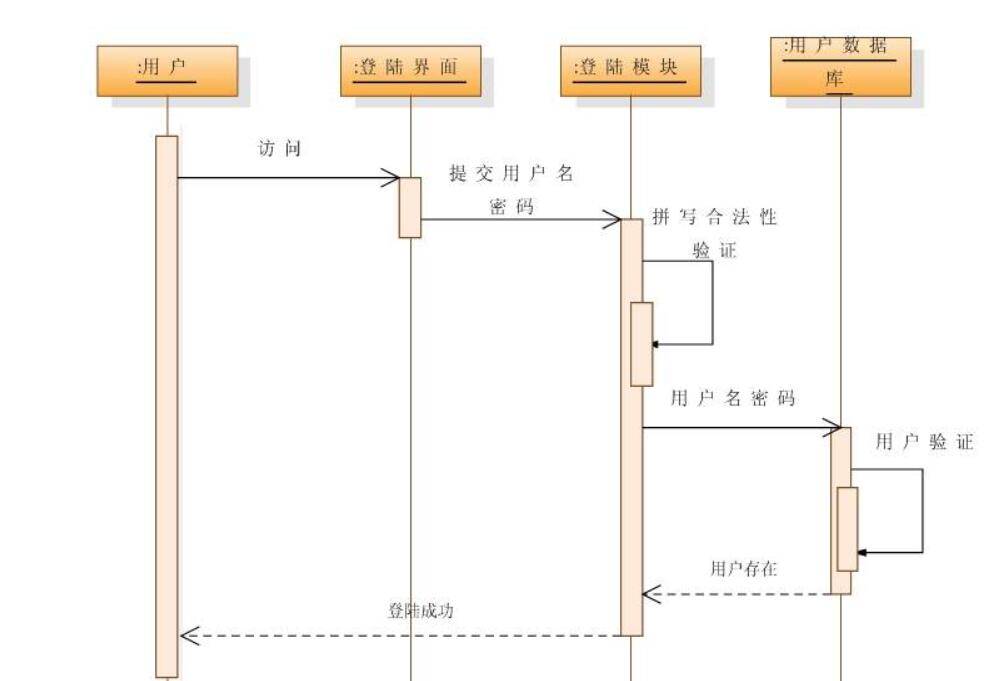 :用户
:登陆界面
:登陆模块
:用户数据
库
访问
提交用户名
密码
拼写合法性
验证
用户名密码
用户验证
用户存在
登陆成功